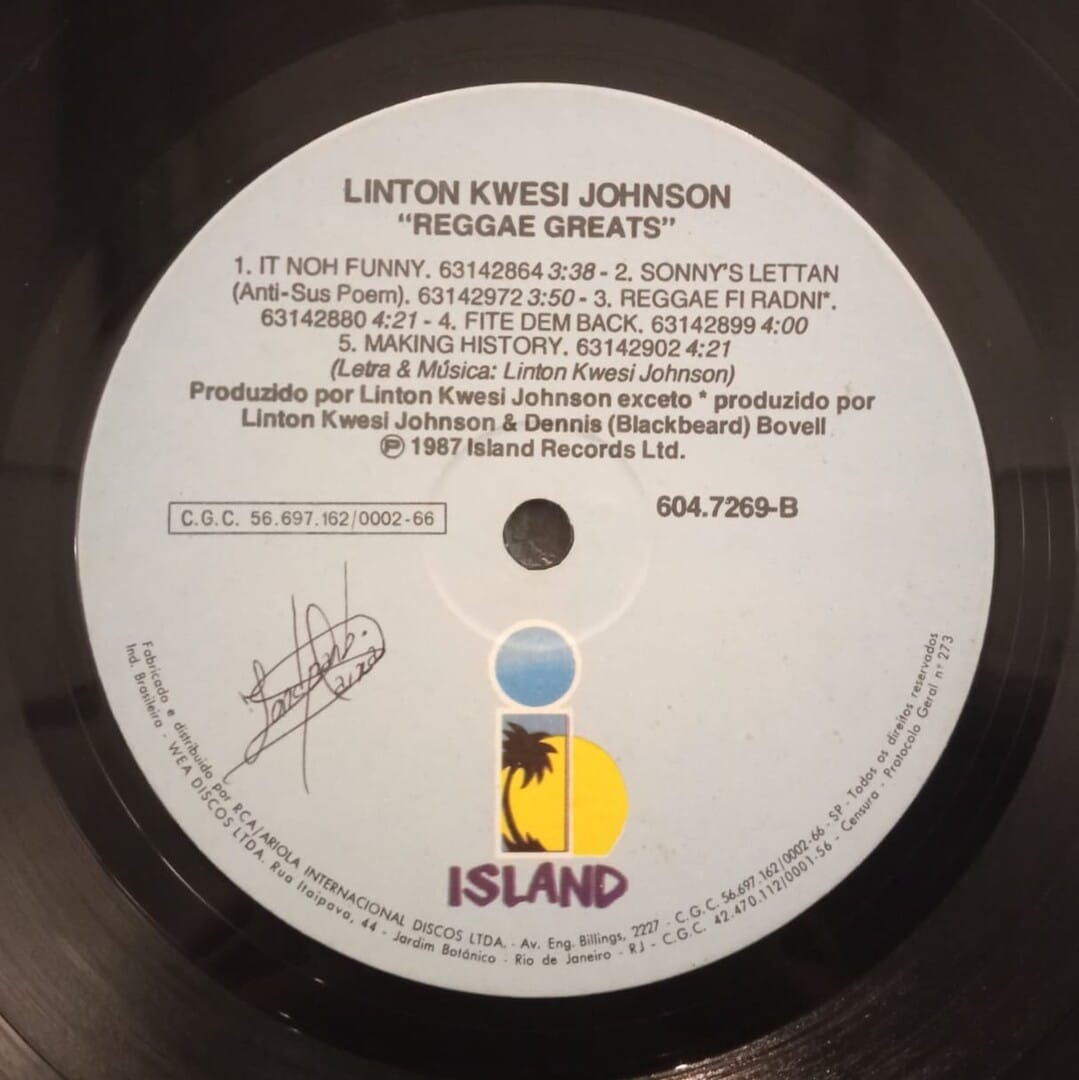 LINTON KWESI JOHNSON
“REGGAE GREATS”
1. IT NOH FUNNY. 63142864 3:38 - 2. SONNY'S LETTAN
(Anti-Sus Poem). 63142972 3:50 - 3. REGGAE FI RADNI*.
63142880 4:21 - 4. FITE DEM BACK. 63142899 4:00
5. MAKING HISTORY. 63142902 4:21
(Letra & Música: Linton Kwesi Johnson)
Produzido por Linton Kwesi Johnson exceto * produzido por
Linton Kwesi Johnson & Dennis (Blackbeard) Bovell
℗ 1987 Island Records Ltd.
C.G.C. 56.697.162/0002-66
604.7269-B
ISLAND
Fabricado e distribuido por RCA/ARIOLA INTERNACIONAL DISCOS LTDA. - Av. Eng. Billings, 2227 - C.G.C. 56.697.162/0002-66 - SP - Todos os direitos reservados
Ind. Brasileira - WEA DISCOS LTDA. Rua Itaipava, 44 - Jardim Botânico - Rio de Janeiro - RJ - C.G.C. 42.470.112/0001-56 - Censura - Protocolo Geral nº 273